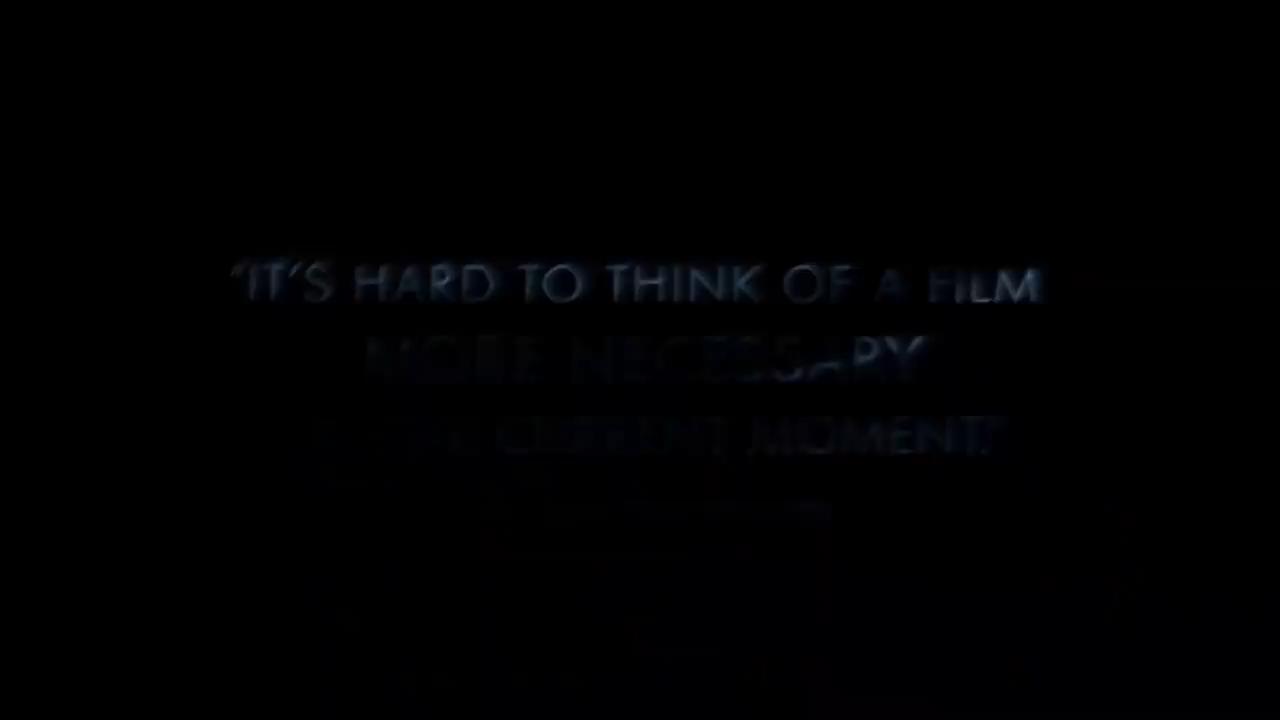 "IT'S HARD TO THINK OF A FILM
MORE NECESSARY
CURRENT MOMENT."